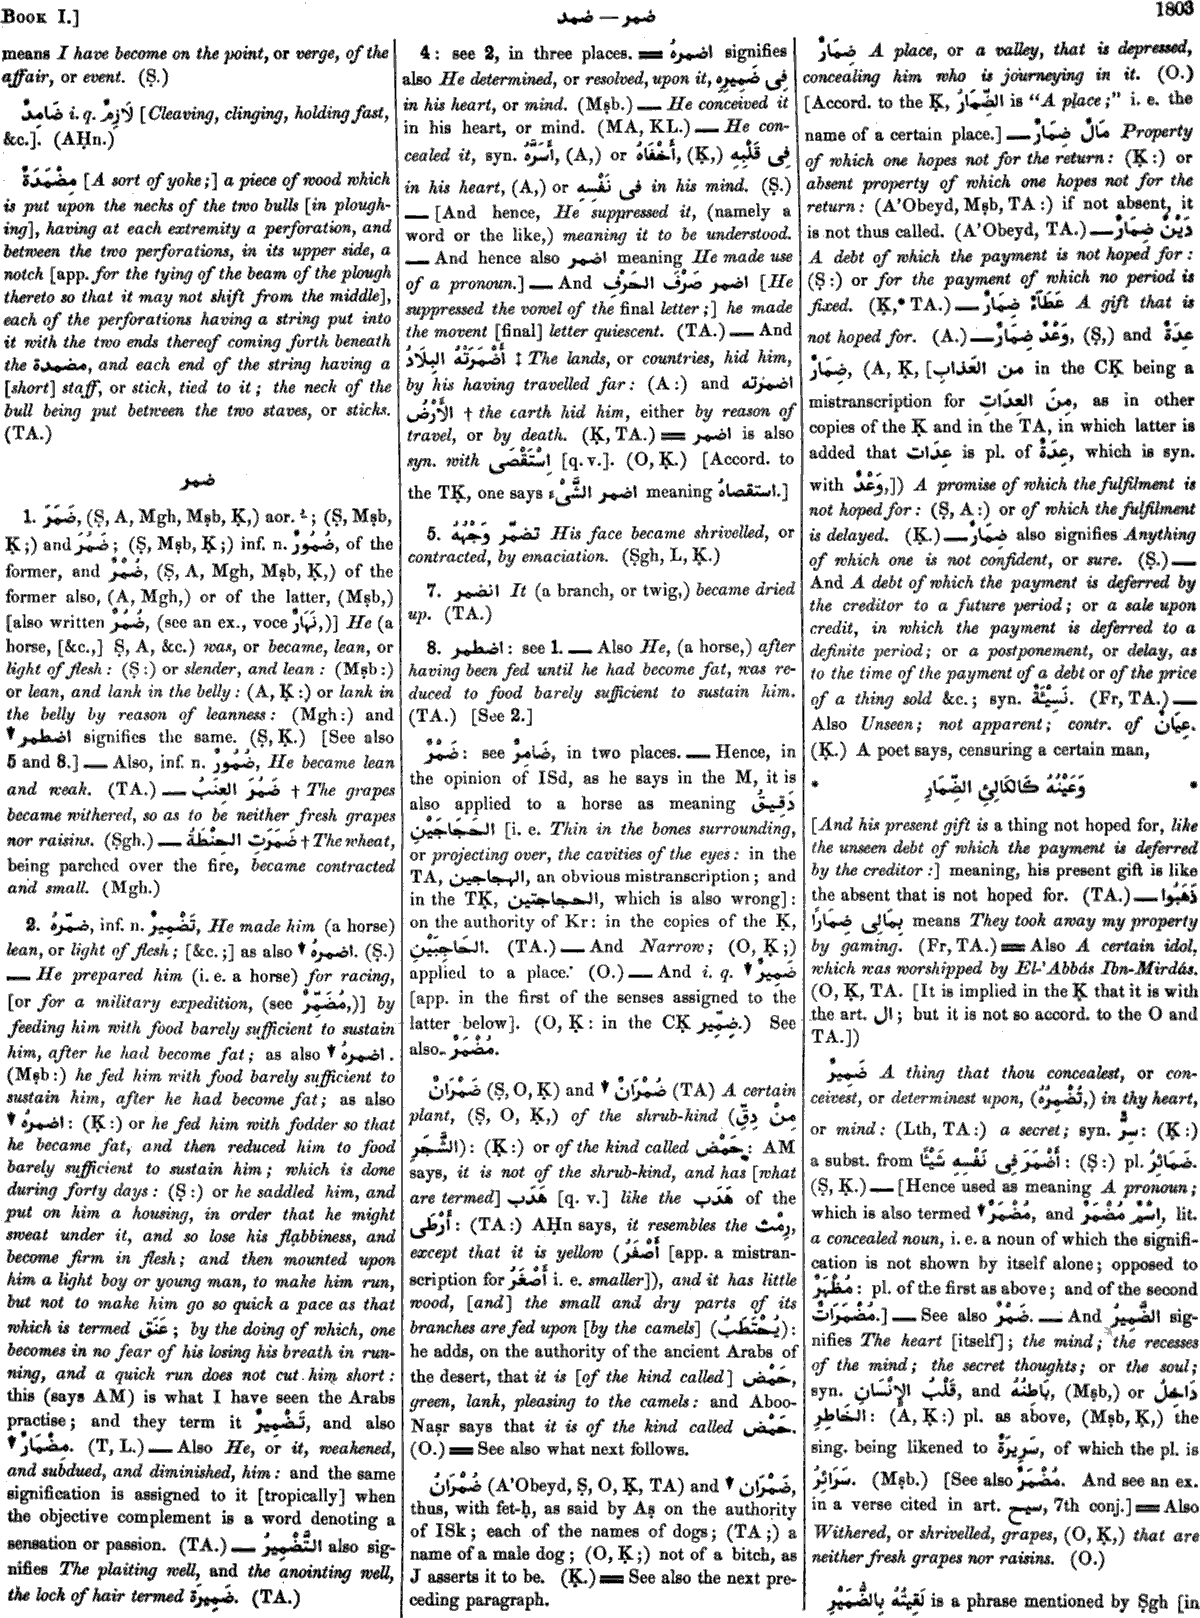 BOOK I.]
ضمد — ضمر
1803
means I have become on the point, or verge, of the
affair, or event. (Ṣ.)
ضَامِدٌ i. q. لَازِمٌ [Cleaving, clinging, holding fast,
&c.]. (AḤn.)
مِضْمَدَةٌ [A sort of yoke;] a piece of wood which
is put upon the necks of the two bulls [in plough-
ing], having at each extremity a perforation, and
between the two perforations, in its upper side, a
notch [app. for the tying of the beam of the plough
thereto so that it may not shift from the middle],
each of the perforations having a string put into
it with the two ends thereof coming forth beneath
the مضمدة, and each end of the string having a
[short] staff, or stick, tied to it; the neck of the
bull being put between the two staves, or sticks.
(TA.)
ضمر
1. ضَمَرَ, (Ṣ, A, Mgh, Mṣb, Ḳ,) aor. ـُ; (Ṣ, Mṣb,
Ḳ;) and ضَمُرَ; (Ṣ, Mṣb, Ḳ;) inf. n. ضُمُورٌ, of the
former, and ضُمْرٌ, (Ṣ, A, Mgh, Mṣb, Ḳ,) of the
former also, (A, Mgh,) or of the latter, (Mṣb,)
[also written ضُمُرٌ, (see an ex., voce نَهَارٌ,)] He (a
horse, [&c.,] Ṣ, A, &c.) was, or became, lean, or
light of flesh: (Ṣ:) or slender, and lean: (Mṣb:)
or lean, and lank in the belly: (A, Ḳ:) or lank in
the belly by reason of leanness: (Mgh:) and
▼ اضطمر signifies the same. (Ṣ, Ḳ.) [See also
5 and 8.] — Also, inf. n. ضُمُورٌ, He became lean
and weak. (TA.) — ضَمُرَ العِنَبُ † The grapes
became withered, so as to be neither fresh grapes
nor raisins. (Ṣgh.) — ضَمَرَتِ الحِنْطَةُ † The wheat,
being parched over the fire, became contracted
and small. (Mgh.)
2. ضمّرهُ, inf. n. تَضْمِيرٌ, He made him (a horse)
lean, or light of flesh; [&c.;] as also ▼ اضمرهُ. (Ṣ.)
— He prepared him (i. e. a horse) for racing,
[or for a military expedition, (see مُضَمِّرٌ,)] by
feeding him with food barely sufficient to sustain
him, after he had become fat; as also ▼ اضمرهُ.
(Mṣb:) he fed him with food barely sufficient to
sustain him, after he had become fat; as also
▼ اضمرهُ: (Ḳ:) or he fed him with fodder so that
he became fat, and then reduced him to food
barely sufficient to sustain him; which is done
during forty days: (Ṣ:) or he saddled him, and
put on him a housing, in order that he might
sweat under it, and so lose his flabbiness, and
become firm in flesh; and then mounted upon
him a light boy or young man, to make him run,
but not to make him go so quick a pace as that
which is termed عَنَق; by the doing of which, one
becomes in no fear of his losing his breath in run-
ning, and a quick run does not cut him short:
this (says AM) is what I have seen the Arabs
practise; and they term it تَضْمِيرٌ, and also
▼ مِضْمَارٌ. (T, L.) — Also He, or it, weakened,
and subdued, and diminished, him: and the same
signification is assigned to it [tropically] when
the objective complement is a word denoting a
sensation or passion. (TA.) — التَّضْمِيرُ also sig-
nifies The plaiting well, and the anointing well,
the lock of hair termed ضَمِيرَة. (TA.)
4: see 2, in three places. = اضمرهُ signifies
also He determined, or resolved, upon it, فِى ضَمِيرِهِ
in his heart, or mind. (Mṣb.) — He conceived it
in his heart, or mind. (MA, KL.) — He con-
cealed it, syn. أَسَرَّهُ, (A,) or أَخْفَاهُ, (Ḳ,) فِى قَلْبِهِ
in his heart, (A,) or فى نَفْسِهِ in his mind. (Ṣ.)
— [And hence, He suppressed it, (namely a
word or the like,) meaning it to be understood.
— And hence also اضمر meaning He made use
of a pronoun.] — And اضمر صَرْفَ الحَرْفِ [He
suppressed the vowel of the final letter;] he made
the movent [final] letter quiescent. (TA.) — And
أَضْمَرَتْهُ البِلَادُ ‡ The lands, or countries, hid him,
by his having travelled far: (A:) and اضمرته
الأَرْضُ † the earth hid him, either by reason of
travel, or by death. (Ḳ, TA.) = اضمر is also
syn. with اِسْتَقْصَى [q. v.]. (O, Ḳ.) [Accord. to
the TḲ, one says اضمر الشَّىْءَ meaning استقصاهُ.]
5. تضمّر وَجْهُهُ His face became shrivelled, or
contracted, by emaciation. (Ṣgh, L, Ḳ.)
7. انضمر It (a branch, or twig,) became dried
up. (TA.)
8. اضطمر: see 1. — Also He, (a horse,) after
having been fed until he had become fat, was re-
duced to food barely sufficient to sustain him.
(TA.) [See 2.]
ضَمْرٌ: see ضَامِرٌ, in two places. — Hence, in
the opinion of ISd, as he says in the M, it is
also applied to a horse as meaning دَقِيقُ
الحَجَاجَيْنِ [i. e. Thin in the bones surrounding,
or projecting over, the cavities of the eyes: in the
TA, الهجاجين, an obvious mistranscription; and
in the TḲ, الحجاجتين, which is also wrong]:
on the authority of Kr: in the copies of the Ḳ,
الحَاجِبَيْنِ. (TA.) — And Narrow; (O, Ḳ;)
applied to a place. (O.) — And i. q. ▼ ضَمِيرٌ
[app. in the first of the senses assigned to the
latter below]. (O, Ḳ: in the CḲ ضِمِّير.) See
also مُضْمَرٌ.
ضَمْرَانٌ (Ṣ, O, Ḳ) and ▼ ضُمْرَانٌ (TA) A certain
plant, (Ṣ, O, Ḳ,) of the shrub-kind (مِنْ دِقِّ
الشَّجَرِ): (Ḳ:) or of the kind called حَمْض: AM
says, it is not of the shrub-kind, and has [what
are termed] هَدَب [q. v.] like the هَدَب of the
أَرْطَى: (TA:) AḤn says, it resembles the رِمْث,
except that it is yellow (أَصْفَرُ [app. a mistran-
scription for أَصْغَرُ i. e. smaller]), and it has little
wood, [and] the small and dry parts of its
branches are fed upon [by the camels] (يُحْتَطَبُ):
he adds, on the authority of the ancient Arabs of
the desert, that it is [of the kind called] حَمْض,
green, lank, pleasing to the camels: and Aboo-
Naṣr says that it is of the kind called حَمْض.
(O.) = See also what next follows.
ضُمْرَانُ (A'Obeyd, Ṣ, O, Ḳ, TA) and ▼ ضَمْرَان,
thus, with fet-ḥ, as said by Aṣ on the authority
of ISk; each of the names of dogs; (TA;) a
name of a male dog; (O, Ḳ;) not of a bitch, as
J asserts it to be. (Ḳ.) = See also the next pre-
ceding paragraph.
ضِمَارٌ A place, or a valley, that is depressed,
concealing him who is journeying in it. (O.)
[Accord. to the Ḳ, الضِّمَارُ is "A place;" i. e. the
name of a certain place.] — مَالٌ ضِمَارٌ Property
of which one hopes not for the return: (Ḳ:) or
absent property of which one hopes not for the
return: (A'Obeyd, Mṣb, TA:) if not absent, it
is not thus called. (A'Obeyd, TA.) — دَيْنٌ ضِمَارٌ
A debt of which the payment is not hoped for:
(Ṣ:) or for the payment of which no period is
fixed. (Ḳ,* TA.) — عَطَآءٌ ضِمَارٌ A gift that is
not hoped for. (A.) — وَعْدٌ ضِمَارٌ, (Ṣ,) and عِدَةٌ
ضِمَارٌ, (A, Ḳ, [من العَذَابِ in the CḲ being a
mistranscription for مِنَ العِدَاتِ, as in other
copies of the Ḳ and in the TA, in which latter is
added that عِدَات is pl. of عِدَةٌ, which is syn.
with وَعْدٌ,]) A promise of which the fulfilment is
not hoped for: (Ṣ, A:) or of which the fulfilment
is delayed. (Ḳ.) — ضِمَارٌ also signifies Anything
of which one is not confident, or sure. (Ṣ.) —
And A debt of which the payment is deferred by
the creditor to a future period; or a sale upon
credit, in which the payment is deferred to a
definite period; or a postponement, or delay, as
to the time of the payment of a debt or of the price
of a thing sold &c.; syn. نَسِيْئَةٌ. (Fr, TA.) —
Also Unseen; not apparent; contr. of عِيَانٌ.
(Ḳ.) A poet says, censuring a certain man,
* وَعَيْنُهُ كَالكَالِئِ الضِّمَارِ *
[And his present gift is a thing not hoped for, like
the unseen debt of which the payment is deferred
by the creditor:] meaning, his present gift is like
the absent that is not hoped for. (TA.) — ذَهَبُوا
بِمَالِى ضِمَارًا means They took away my property
by gaming. (Fr, TA.) = Also A certain idol,
which was worshipped by El-'Abbás Ibn-Mirdás.
(O, Ḳ, TA. [It is implied in the Ḳ that it is with
the art. ال; but it is not so accord. to the O and
TA.])
ضَمِيرٌ A thing that thou concealest, or con-
ceivest, or determinest upon, (تُضْمِرُهُ,) in thy heart,
or mind: (Lth, TA:) a secret; syn. سِرٌّ: (Ḳ:)
a subst. from أَضْمَرَ فِى نَفْسِهِ شَيْئًا: (Ṣ:) pl. ضَمَائِرُ.
(Ṣ, Ḳ.) — [Hence used as meaning A pronoun;
which is also termed ▼ مُضْمَرٌ, and اِسْمٌ مُضْمَرٌ, lit.
a concealed noun, i. e. a noun of which the signifi-
cation is not shown by itself alone; opposed to
مُظْهَرٌ: pl. of the first as above; and of the second
مُضْمَرَاتٌ.] — See also ضَمْرٌ. — And الضَّمِيرُ sig-
nifies The heart [itself]; the mind; the recesses
of the mind; the secret thoughts; or the soul;
syn. قَلْبُ الإِنْسَانِ, and بَاطِنُهُ, (Mṣb,) or دَاخِلُ
الخَاطِرِ: (A, Ḳ:) pl. as above, (Mṣb, Ḳ,) the
sing. being likened to سَرِيرَةٌ, of which the pl. is
سَرَائِرُ. (Mṣb.) [See also مُضْمَرٌ. And see an ex.
in a verse cited in art. سيح, 7th conj.] = Also
Withered, or shrivelled, grapes, (O, Ḳ,) that are
neither fresh grapes nor raisins. (O.)
لَقِيتُهُ بِالضُّمَيْرِ is a phrase mentioned by Ṣgh [in